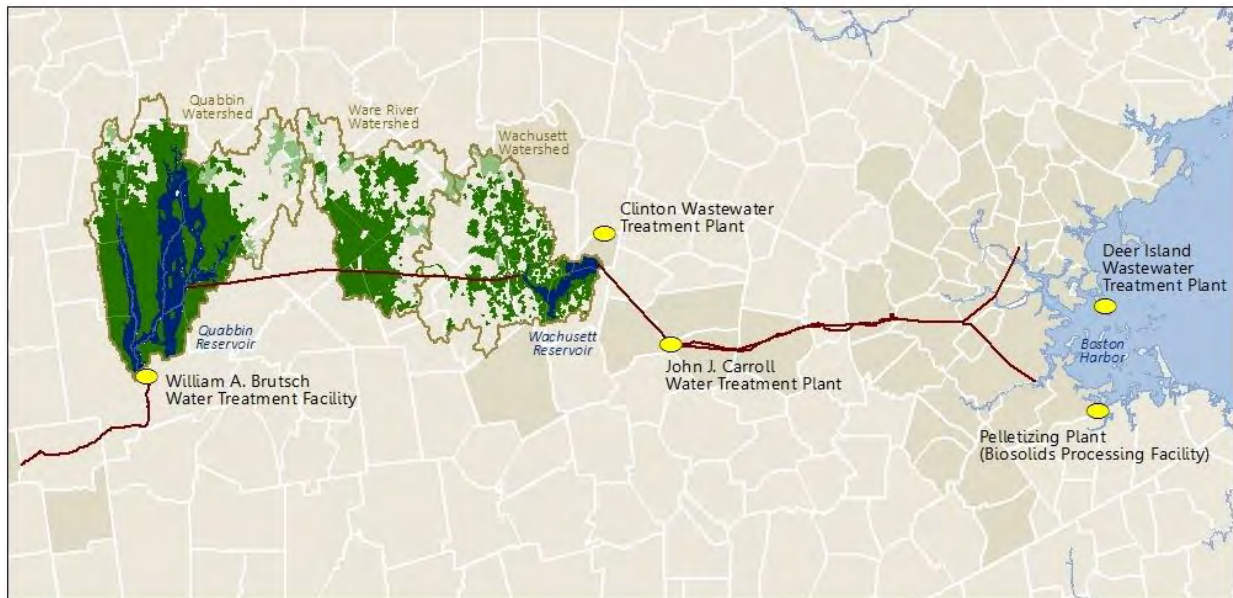 Quabbin
Watershed
Ware River
Watershed
Wachusett
Watershed
Clinton Wastewater
Treatment Plant
Deer Island
Wastewater
Treatment Plant
Quabbin
Reservoir
Wachusett
Reservoir
Boston
Harbor
William A. Brutsch
Water Treatment Facility
John J. Carroll
Water Treatment Plant
Pelletizing Plant
(Biosolids Processing Facility)